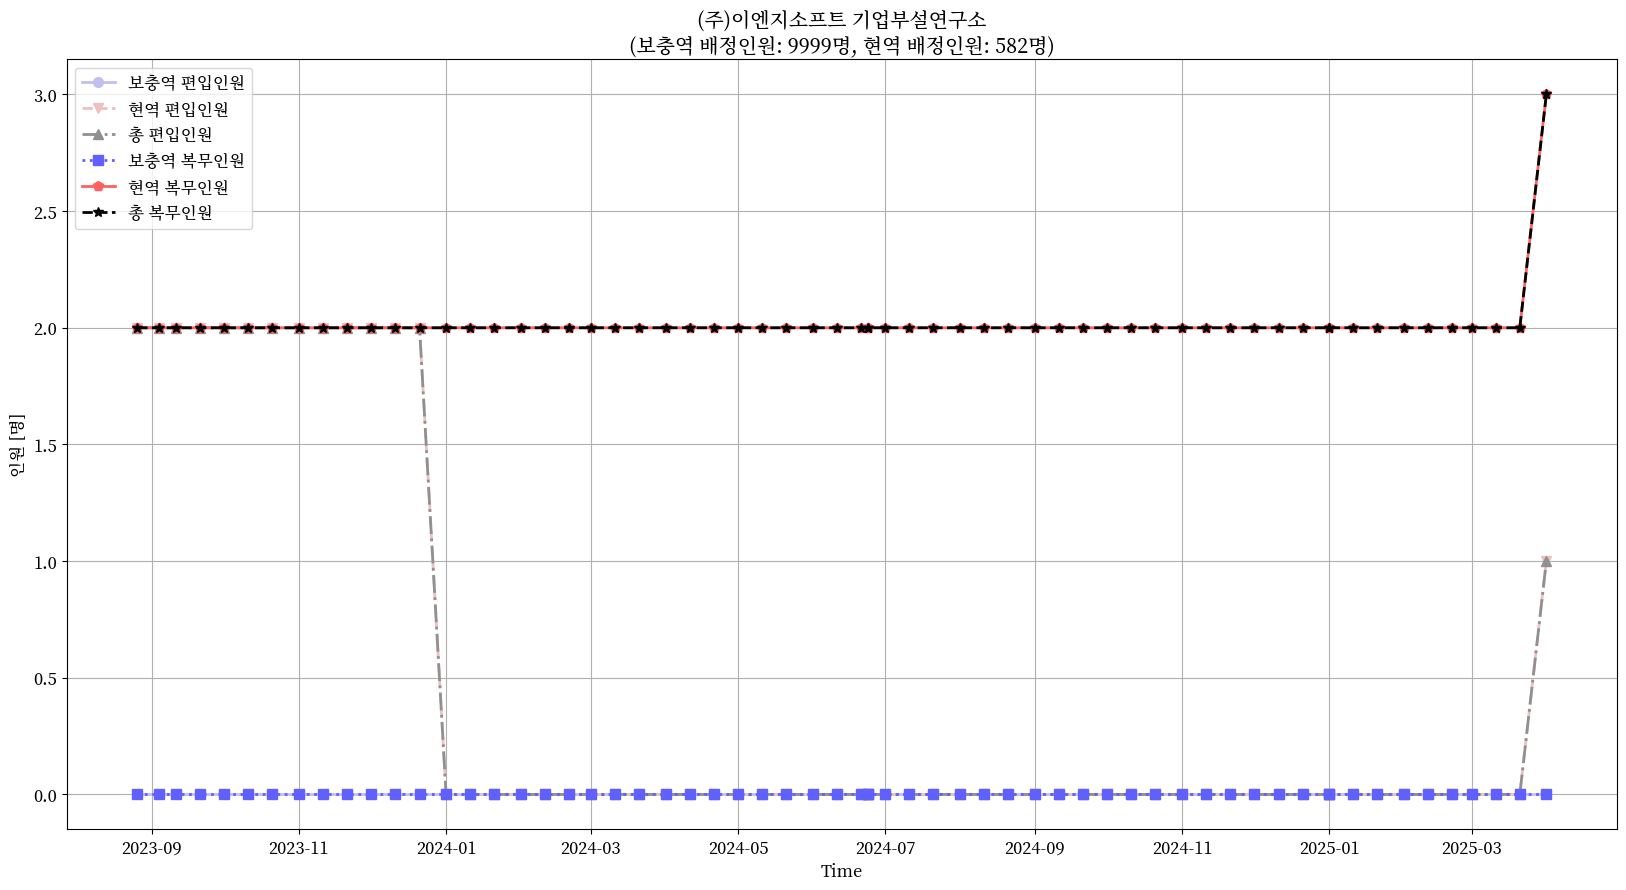 (주)이엔지소프트 기업부설연구소
(보충역 배정인원: 9999명, 현역 배정인원: 582명)
보충역 편입인원
현역 편입인원
총 편입인원
보충역 복무인원
현역 복무인원
총 복무인원
3.0
2.5
2.0
1.5
1.0
0.5
0.0
인원 [명]
2023-09
2023-11
2024-01
2024-03
2024-05
2024-07
2024-09
2024-11
2025-01
2025-03
Time